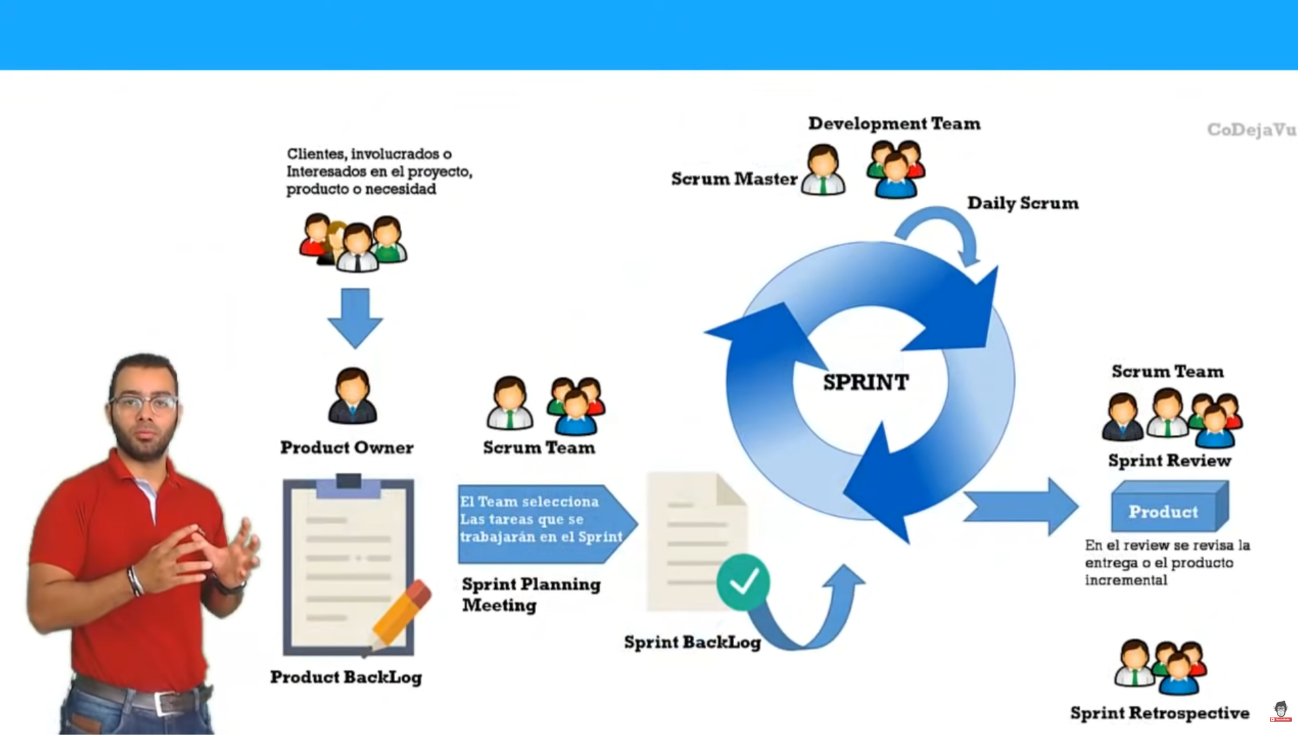 Development Team
CoDejaVu
Clientes, involucrados o
Interesados en el proyecto,
producto o necesidad
Scrum Master
Daily Scrum
SPRINT
Scrum Team
Product Owner
Scrum Team
Sprint Review
El Team selecciona
Las tareas que se
trabajarán en el Sprint
Product
En el review se revisa la
entrega o el producto
incremental
Sprint Planning
Meeting
Sprint BackLog
Product BackLog
Sprint Retrospective